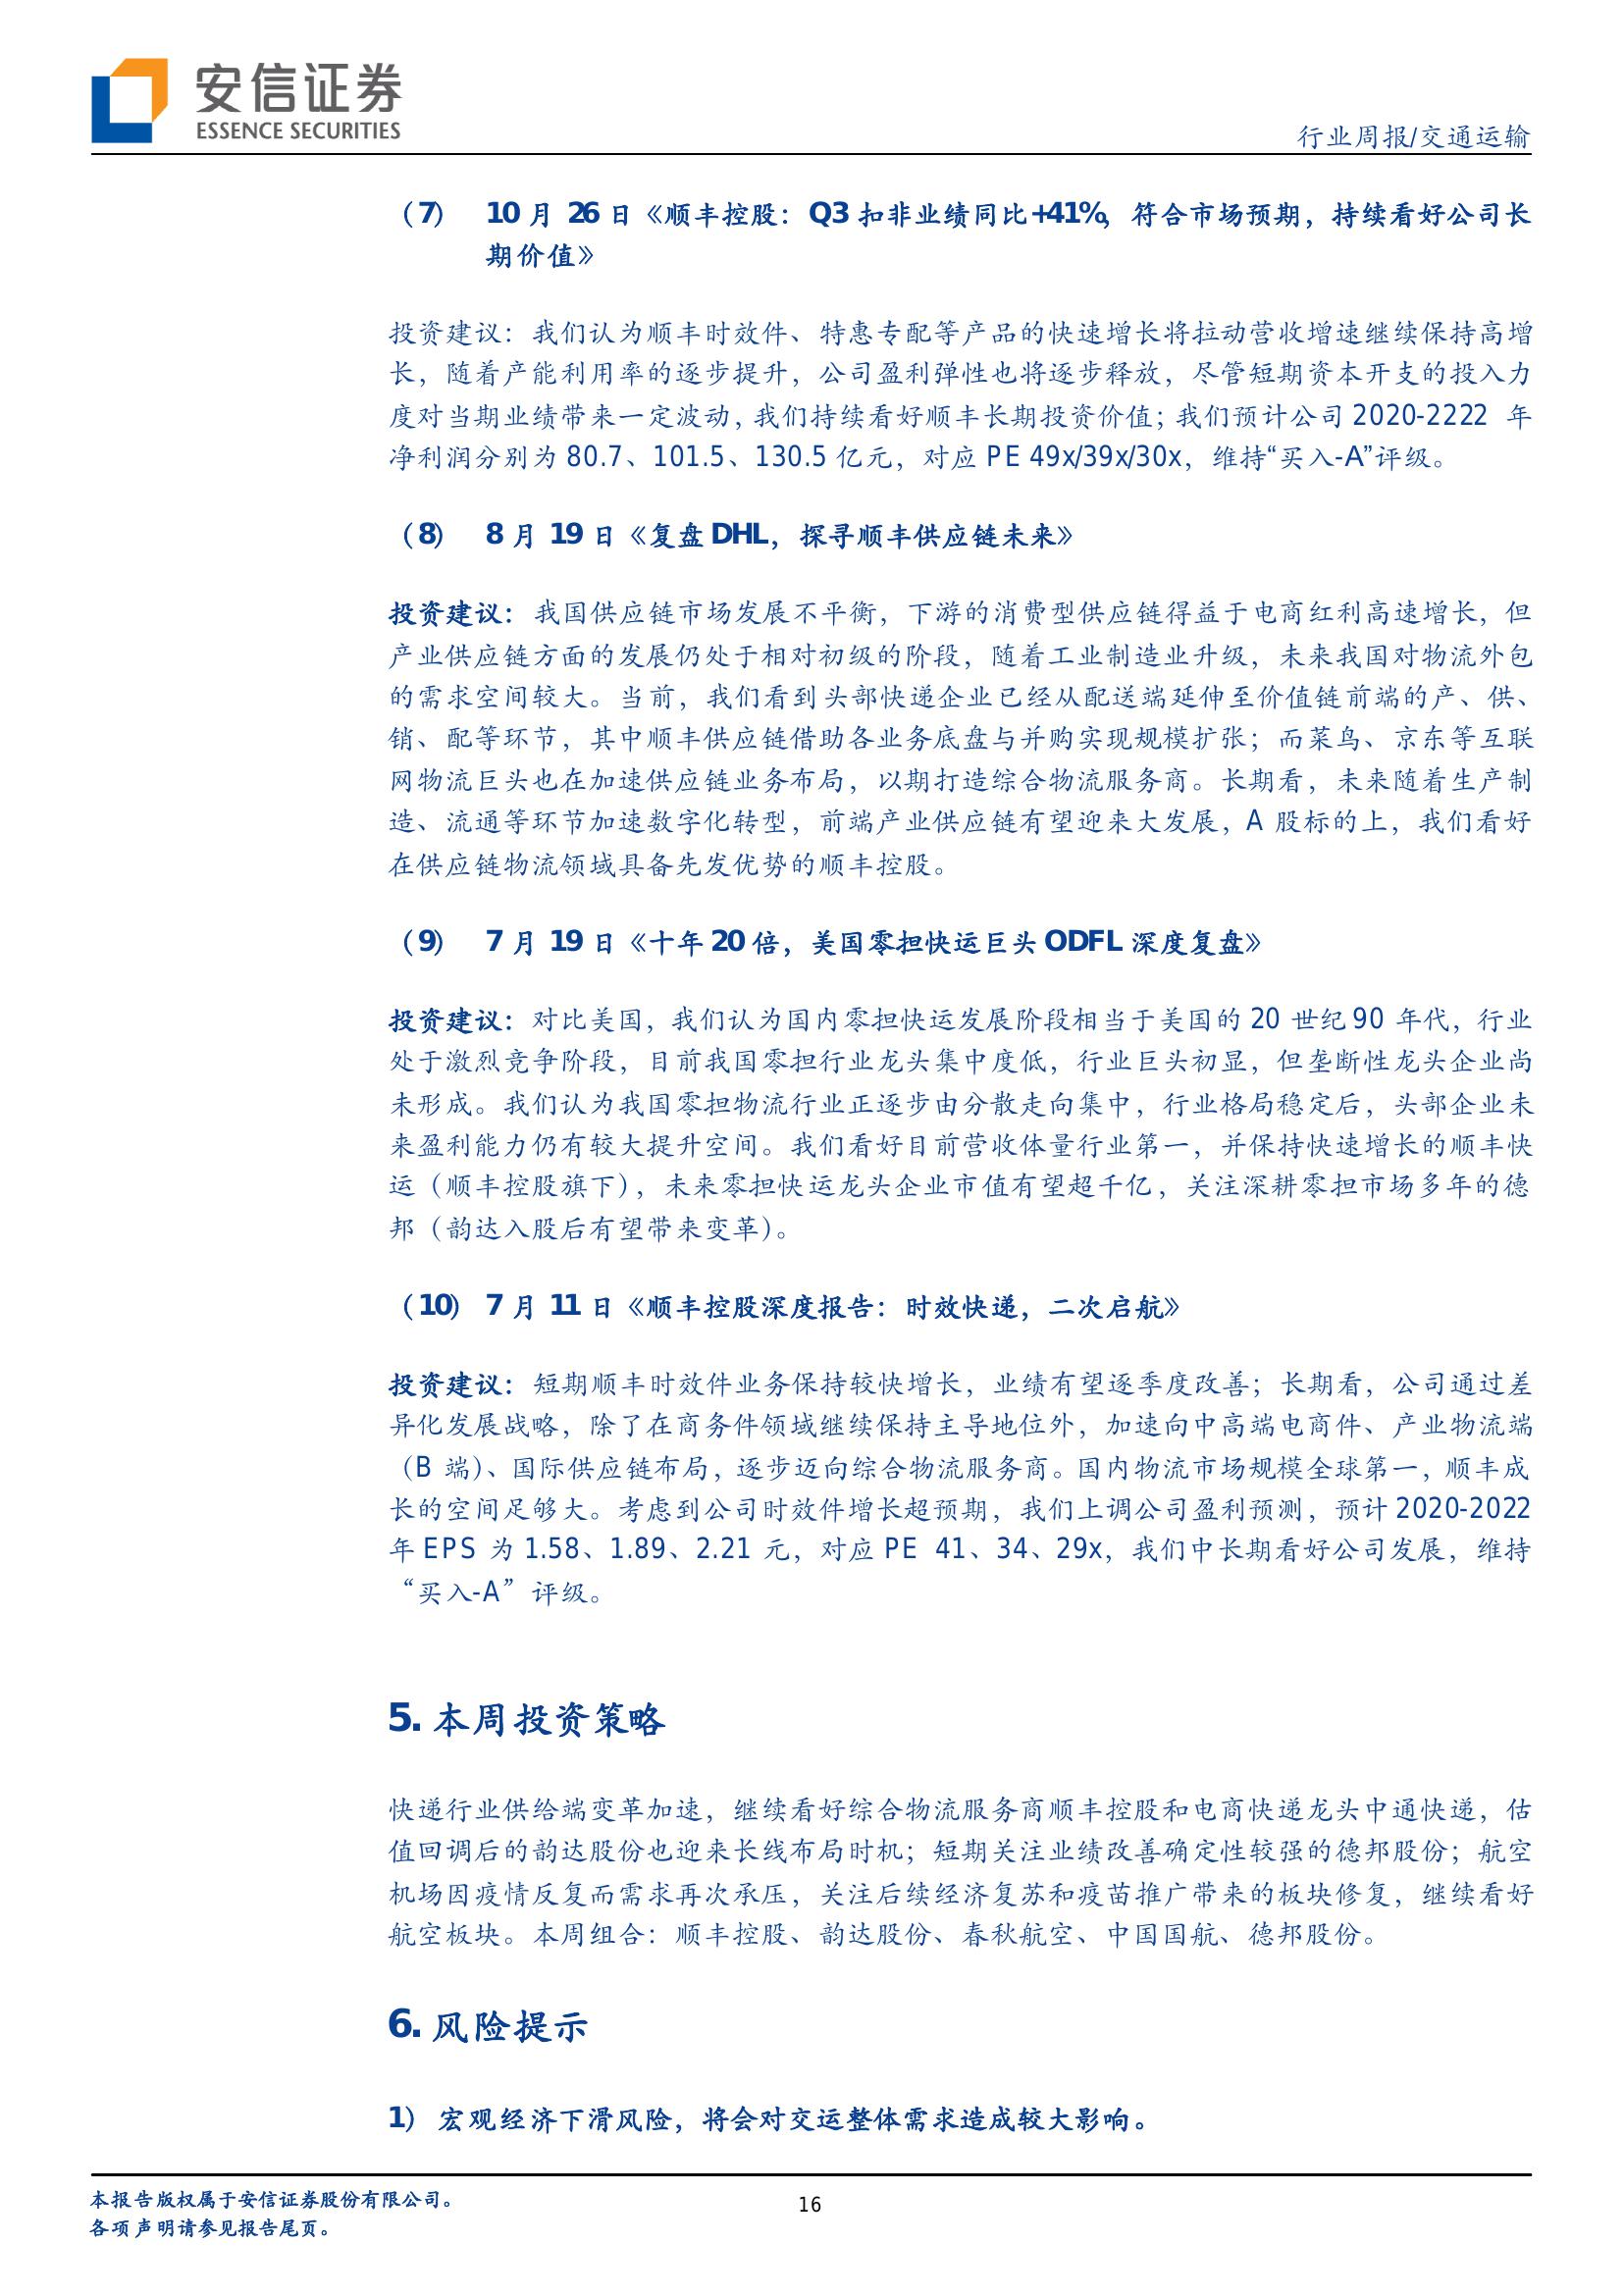 安信证券
ESSENCE SECURITIES
行业周报/交通运输
（7） 10 月 26 日《顺丰控股：Q3 扣非业绩同比+41%，符合市场预期，持续看好公司长
期价值》
投资建议：我们认为顺丰时效件、特惠专配等产品的快速增长将拉动营收增速继续保持高增
长，随着产能利用率的逐步提升，公司盈利弹性也将逐步释放，尽管短期资本开支的投入力
度对当期业绩带来一定波动，我们持续看好顺丰长期投资价值；我们预计公司 2020-2222 年
净利润分别为 80.7、101.5、130.5 亿元，对应 PE 49x/39x/30x，维持“买入-A”评级。
（8） 8 月 19 日《复盘 DHL，探寻顺丰供应链未来》
投资建议：我国供应链市场发展不平衡，下游的消费型供应链得益于电商红利高速增长，但
产业供应链方面的发展仍处于相对初级的阶段，随着工业制造业升级，未来我国对物流外包
的需求空间较大。当前，我们看到头部快递企业已经从配送端延伸至价值链前端的产、供、
销、配等环节，其中顺丰供应链借助各业务底盘与并购实现规模扩张；而菜鸟、京东等互联
网物流巨头也在加速供应链业务布局，以期打造综合物流服务商。长期看，未来随着生产制
造、流通等环节加速数字化转型，前端产业供应链有望迎来大发展，A 股标的上，我们看好
在供应链物流领域具备先发优势的顺丰控股。
（9） 7 月 19 日《十年 20 倍，美国零担快运巨头 ODFL 深度复盘》
投资建议：对比美国，我们认为国内零担快运发展阶段相当于美国的 20 世纪 90 年代，行业
处于激烈竞争阶段，目前我国零担行业龙头集中度低，行业巨头初显，但垄断性龙头企业尚
未形成。我们认为我国零担物流行业正逐步由分散走向集中，行业格局稳定后，头部企业未
来盈利能力仍有较大提升空间。我们看好目前营收体量行业第一，并保持快速增长的顺丰快
运（顺丰控股旗下），未来零担快运龙头企业市值有望超千亿，关注深耕零担市场多年的德
邦（韵达入股后有望带来变革）。
（10） 7 月 11 日《顺丰控股深度报告：时效快递，二次启航》
投资建议：短期顺丰时效件业务保持较快增长，业绩有望逐季度改善；长期看，公司通过差
异化发展战略，除了在商务件领域继续保持主导地位外，加速向中高端电商件、产业物流端
（B 端）、国际供应链布局，逐步迈向综合物流服务商。国内物流市场规模全球第一，顺丰成
长的空间足够大。考虑到公司时效件增长超预期，我们上调公司盈利预测，预计 2020-2022
年 EPS 为 1.58、1.89、2.21 元，对应 PE 41、34、29x，我们中长期看好公司发展，维持
“买入-A”评级。
5. 本周投资策略
快递行业供给端变革加速，继续看好综合物流服务商顺丰控股和电商快递龙头中通快递，估
值回调后的韵达股份也迎来长线布局时机；短期关注业绩改善确定性较强的德邦股份；航空
机场因疫情反复而需求再次承压，关注后续经济复苏和疫苗推广带来的板块修复，继续看好
航空板块。本周组合：顺丰控股、韵达股份、春秋航空、中国国航、德邦股份。
6. 风险提示
1） 宏观经济下滑风险，将会对交运整体需求造成较大影响。
本报告版权属于安信证券股份有限公司。
各项声明请参见报告尾页。
16